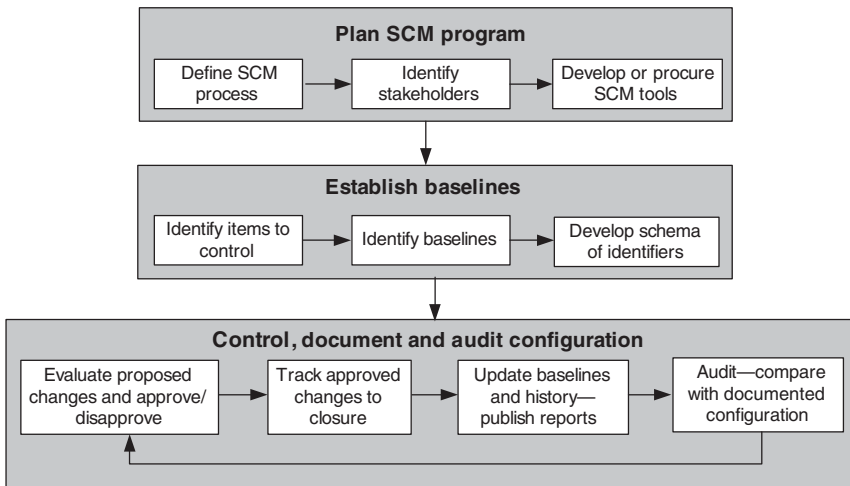 Plan SCM program
Define SCM
process
Identify
stakeholders
Develop or procure
SCM tools
Establish baselines
Identify items to
control
Identify baselines
Develop schema
of identifiers
Control, document and audit configuration
Evaluate proposed
changes and approve/
disapprove
Track approved
changes to
closure
Update baselines
and history—
publish reports
Audit—compare
with documented
configuration